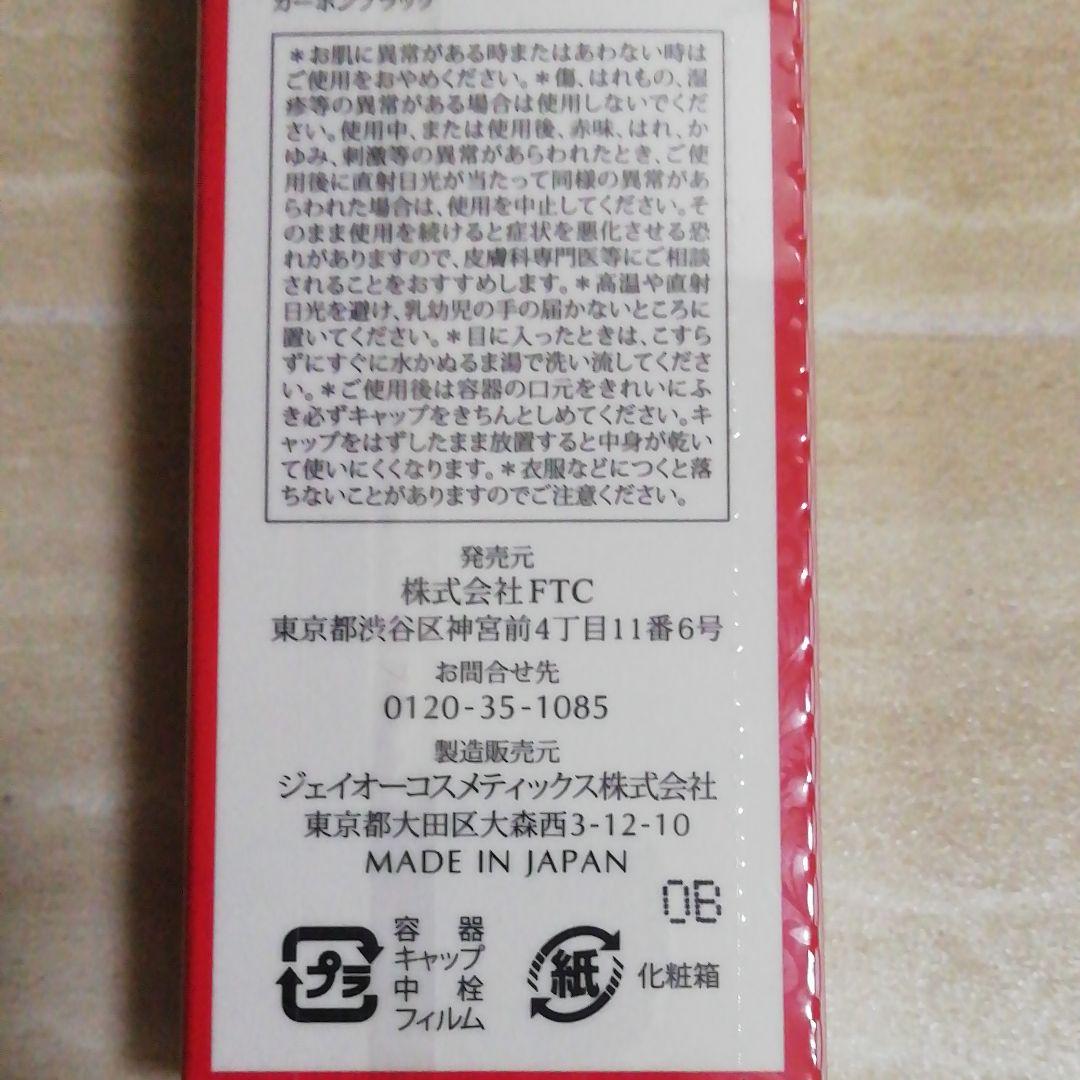 カーボンブラック
＊お肌に異常がある時またはあわない時は
ご使用をおやめください。＊傷、はれもの、湿
疹等の異常がある場合は使用しないでくだ
さい。使用中、または使用後、赤味、はれ、か
ゆみ、刺激等の異常があらわれたとき、ご使
用後に直射日光が当たって同様の異常があ
らわれた場合は、使用を中止してください。そ
のまま使用を続けると症状を悪化させる恐
れがありますので、皮膚科専門医等にご相談
されることをおすすめします。＊高温や直射
日光を避け、乳幼児の手の届かないところに
置いてください。＊目に入ったときは、こすら
ずにすぐに水かぬるま湯で洗い流してくださ
い。＊ご使用後は容器の口元をきれいにふ
き必ずキャップをきちんとしめてください。キ
ャップをはずしたまま放置すると中身が乾い
て使いにくくなります。＊衣服などにつくと落
ちないことがありますのでご注意ください。
発売元
株式会社FTC
東京都渋谷区神宮前4丁目11番6号
お問合せ先
0120-35-1085
製造販売元
ジェイオーコスメティックス株式会社
東京都大田区大森西3-12-10
MADE IN JAPAN
0B
プラ
容器
キャップ
中栓
フィルム
紙
化粧箱